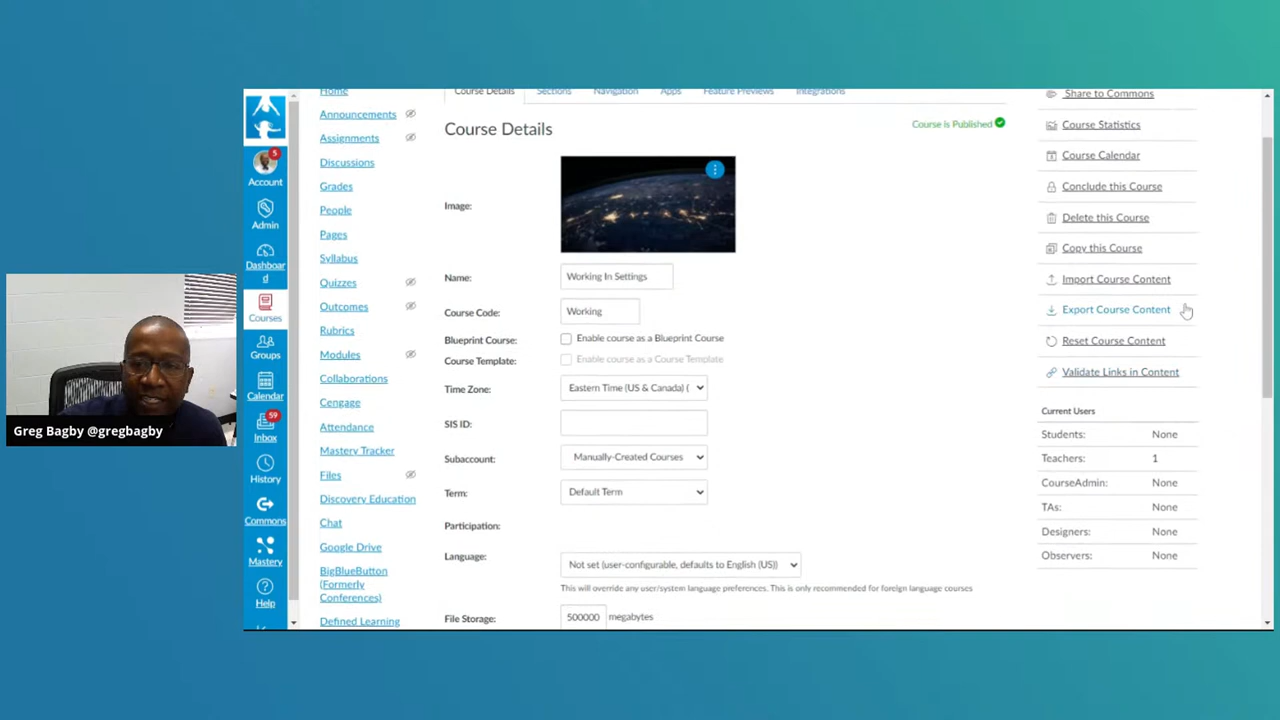 Greg Bagby @gregbagby
5
Account
Admin
Dashboar
d
Courses
Groups
Calendar
59
Inbox
History
Commons
Mastery
Help
Home
Announcements
Assignments
Discussions
Grades
People
Pages
Syllabus
Quizzes
Outcomes
Rubrics
Modules
Collaborations
Cengage
Attendance
Mastery Tracker
Files
Discovery Education
Chat
Google Drive
BigBlueButton
(Formerly
Conferences)
Defined Learning
Course Details Sections Navigation Apps Feature Previews Integrations
Course Details
Course is Published
Image:
Name: Working In Settings
Course Code: Working
Blueprint Course: Enable course as a Blueprint Course
Course Template: Enable course as a Course Template
Time Zone: Eastern Time (US & Canada) (
SIS ID:
Subaccount: Manually-Created Courses
Term: Default Term
Participation:
Language: Not set (user-configurable, defaults to English (US))
This will override any user/system language preferences. This is only recommended for foreign language courses
File Storage: 500000 megabytes
Share to Commons
Course Statistics
Course Calendar
Conclude this Course
Delete this Course
Copy this Course
Import Course Content
Export Course Content
Reset Course Content
Validate Links in Content
Current Users
Students: None
Teachers: 1
CourseAdmin: None
TAs: None
Designers: None
Observers: None